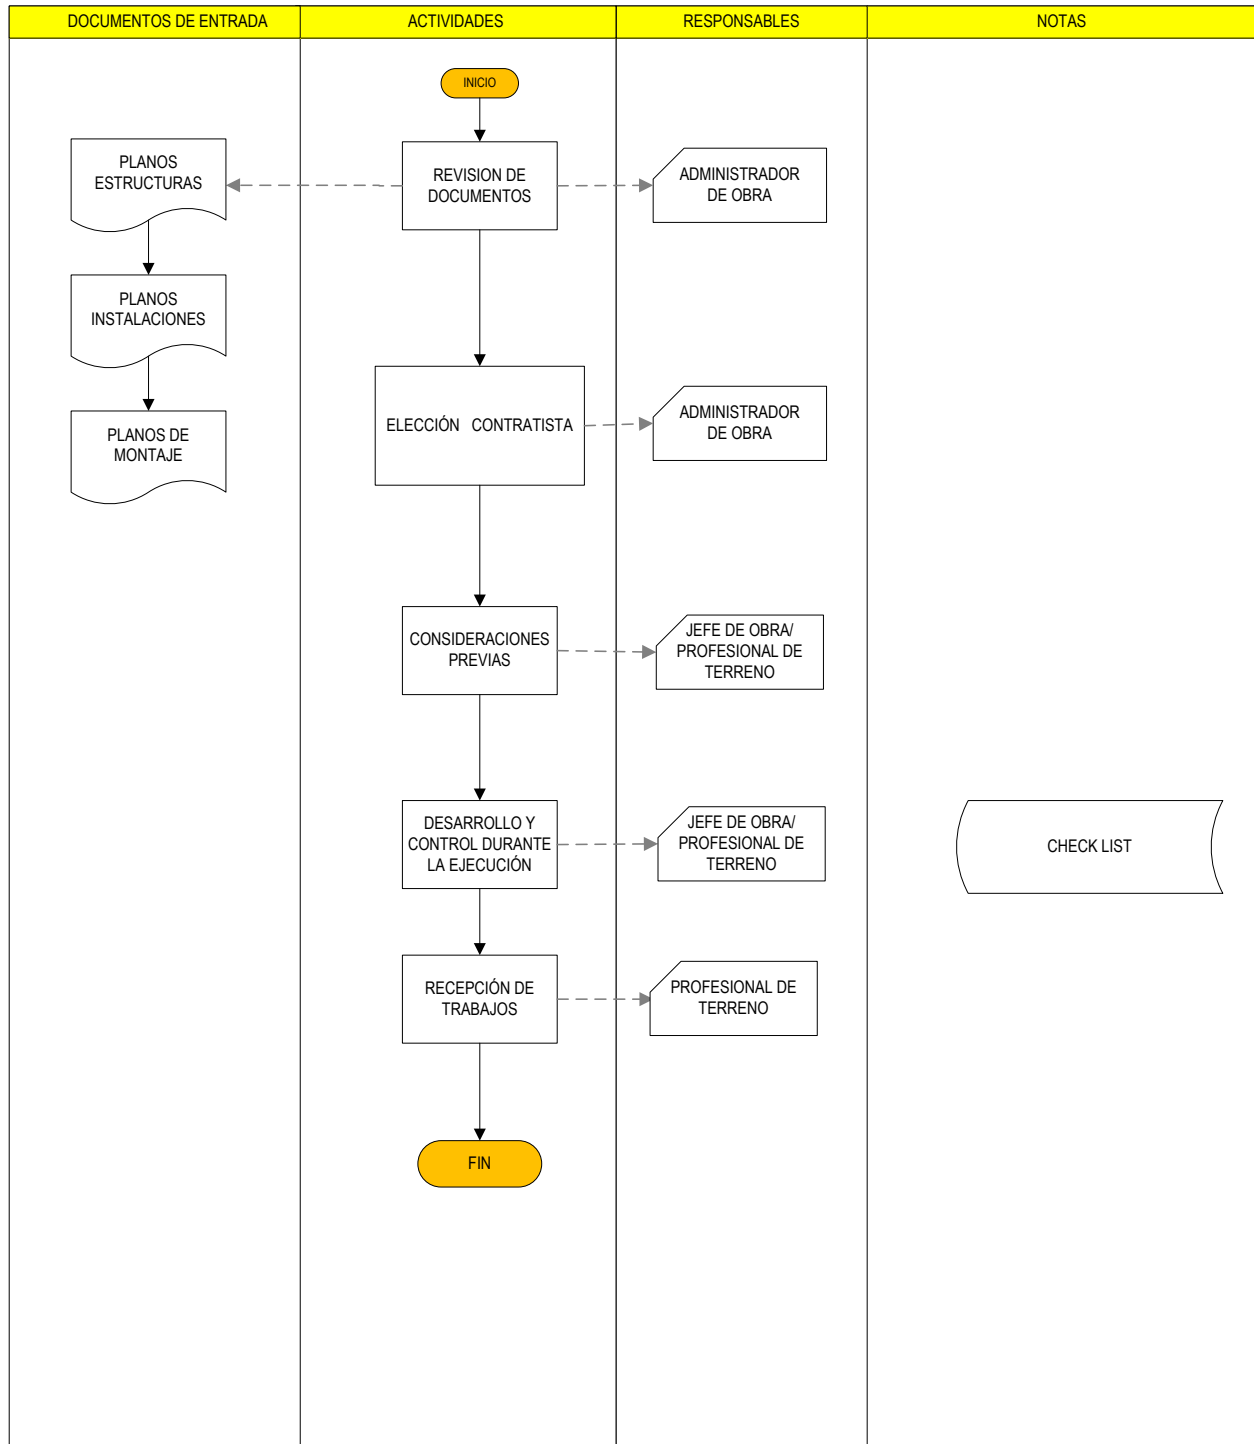 DOCUMENTOS DE ENTRADA
ACTIVIDADES
RESPONSABLES
NOTAS
INICIO
PLANOS
ESTRUCTURAS
REVISION DE
DOCUMENTOS
ADMINISTRADOR
DE OBRA
PLANOS
INSTALACIONES
PLANOS DE
MONTAJE
ELECCIÓN CONTRATISTA
ADMINISTRADOR
DE OBRA
CONSIDERACIONES
PREVIAS
JEFE DE OBRA/
PROFESIONAL DE
TERRENO
DESARROLLO Y
CONTROL DURANTE
LA EJECUCIÓN
JEFE DE OBRA/
PROFESIONAL DE
TERRENO
CHECK LIST
RECEPCIÓN DE
TRABAJOS
PROFESIONAL DE
TERRENO
FIN